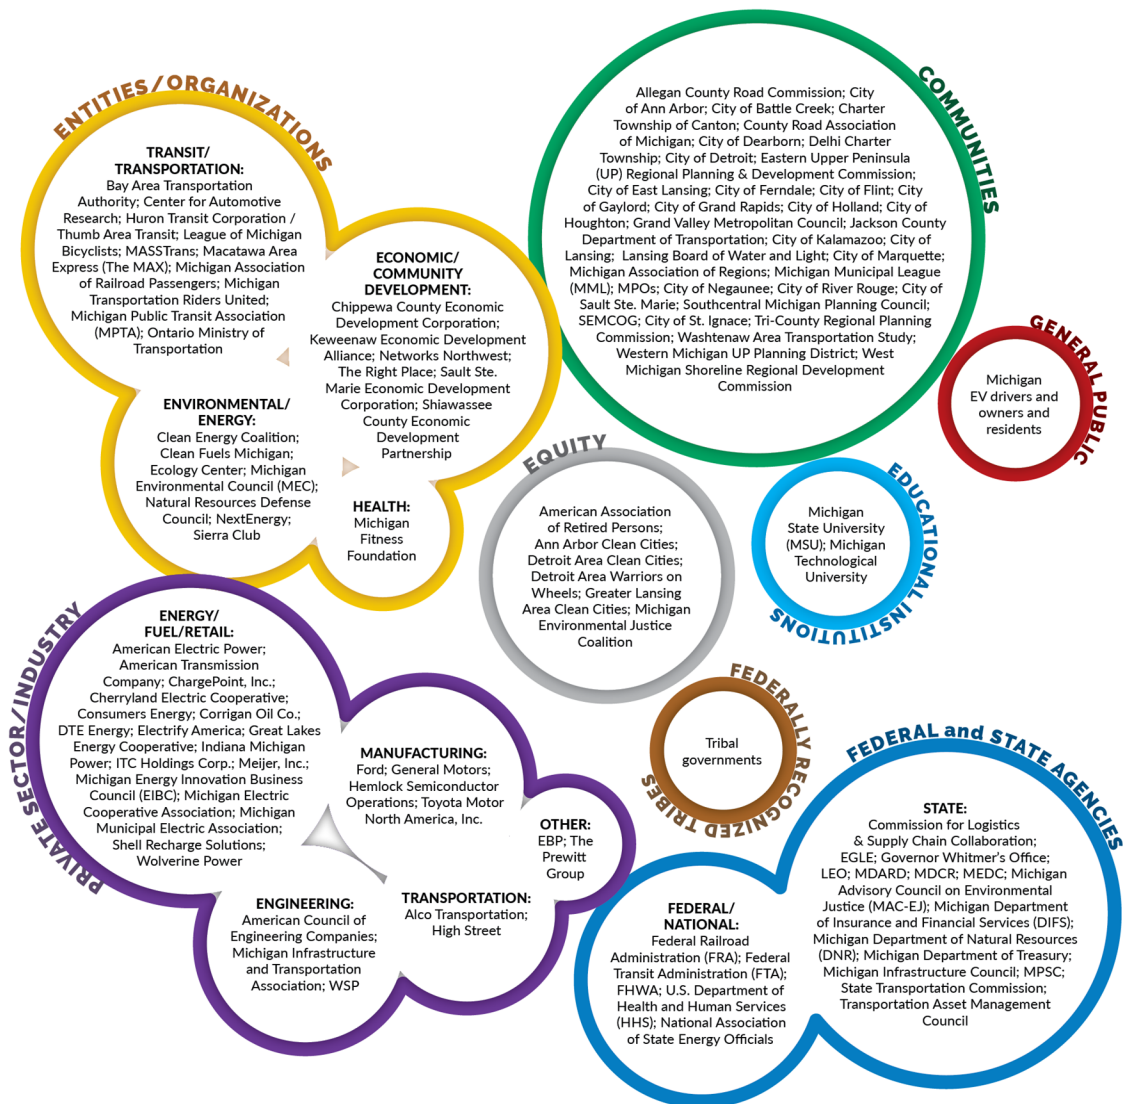 ENTITIES/ORGANIZATIONS
TRANSIT/
TRANSPORTATION:
Bay Area Transportation
Authority; Center for Automotive
Research; Huron Transit Corporation /
Thumb Area Transit; League of Michigan
Bicyclists; MASSTrans; Macatawa Area
Express (The MAX); Michigan Association
of Railroad Passengers; Michigan
Transportation Riders United;
Michigan Public Transit Association
(MPTA); Ontario Ministry of
Transportation
ECONOMIC/
COMMUNITY
DEVELOPMENT:
Chippewa County Economic
Development Corporation;
Keweenaw Economic Development
Alliance; Networks Northwest;
The Right Place; Sault Ste.
Marie Economic Development
Corporation; Shiawassee
County Economic
Development
Partnership
ENVIRONMENTAL/
ENERGY:
Clean Energy Coalition;
Clean Fuels Michigan;
Ecology Center; Michigan
Environmental Council (MEC);
Natural Resources Defense
Council; NextEnergy;
Sierra Club
HEALTH:
Michigan
Fitness
Foundation
COMMUNITIES
Allegan County Road Commission; City
of Ann Arbor; City of Battle Creek; Charter
Township of Canton; County Road Association
of Michigan; City of Dearborn; Delhi Charter
Township; City of Detroit; Eastern Upper Peninsula
(UP) Regional Planning & Development Commission;
City of East Lansing; City of Ferndale; City of Flint; City
of Gaylord; City of Grand Rapids; City of Holland; City of
Houghton; Grand Valley Metropolitan Council; Jackson County
Department of Transportation; City of Kalamazoo; City of
Lansing; Lansing Board of Water and Light; City of Marquette;
Michigan Association of Regions; Michigan Municipal League
(MML); MPOs; City of Negaunee; City of River Rouge; City of
Sault Ste. Marie; Southcentral Michigan Planning Council;
SEMCOG; City of St. Ignace; Tri-County Regional Planning
Commission; Washtenaw Area Transportation Study;
Western Michigan UP Planning District; West
Michigan Shoreline Regional Development
Commission
GENERAL PUBLIC
Michigan
EV drivers and
owners and
residents
EQUITY
American Association
of Retired Persons;
Ann Arbor Clean Cities;
Detroit Area Clean Cities;
Detroit Area Warriors on
Wheels; Greater Lansing
Area Clean Cities; Michigan
Environmental Justice
Coalition
EDUCATIONAL INSTITUTIONS
Michigan
State University
(MSU); Michigan
Technological
University
PRIVATE SECTOR/INDUSTRY
ENERGY/
FUEL/RETAIL:
American Electric Power;
American Transmission
Company; ChargePoint, Inc.;
Cherryland Electric Cooperative;
Consumers Energy; Corrigan Oil Co.;
DTE Energy; Electrify America; Great Lakes
Energy Cooperative; Indiana Michigan
Power; ITC Holdings Corp.; Meijer, Inc.;
Michigan Energy Innovation Business
Council (EIBC); Michigan Electric
Cooperative Association; Michigan
Municipal Electric Association;
Shell Recharge Solutions;
Wolverine Power
MANUFACTURING:
Ford; General Motors;
Hemlock Semiconductor
Operations; Toyota Motor
North America, Inc.
OTHER:
EBP; The
Prewitt
Group
ENGINEERING:
American Council of
Engineering Companies;
Michigan Infrastructure
and Transportation
Association; WSP
TRANSPORTATION:
Alco Transportation;
High Street
FEDERALLY RECOGNIZED TRIBES
Tribal
governments
FEDERAL and STATE AGENCIES
FEDERAL/
NATIONAL:
Federal Railroad
Administration (FRA); Federal
Transit Administration (FTA);
FHWA; U.S. Department of
Health and Human Services
(HHS); National Association
of State Energy Officials
STATE:
Commission for Logistics
& Supply Chain Collaboration;
EGLE; Governor Whitmer's Office;
LEO; MDARD; MDCR; MEDC; Michigan
Advisory Council on Environmental
Justice (MAC-EJ); Michigan Department
of Insurance and Financial Services (DIFS);
Michigan Department of Natural Resources
(DNR); Michigan Department of Treasury;
Michigan Infrastructure Council; MPSC;
State Transportation Commission;
Transportation Asset Management
Council